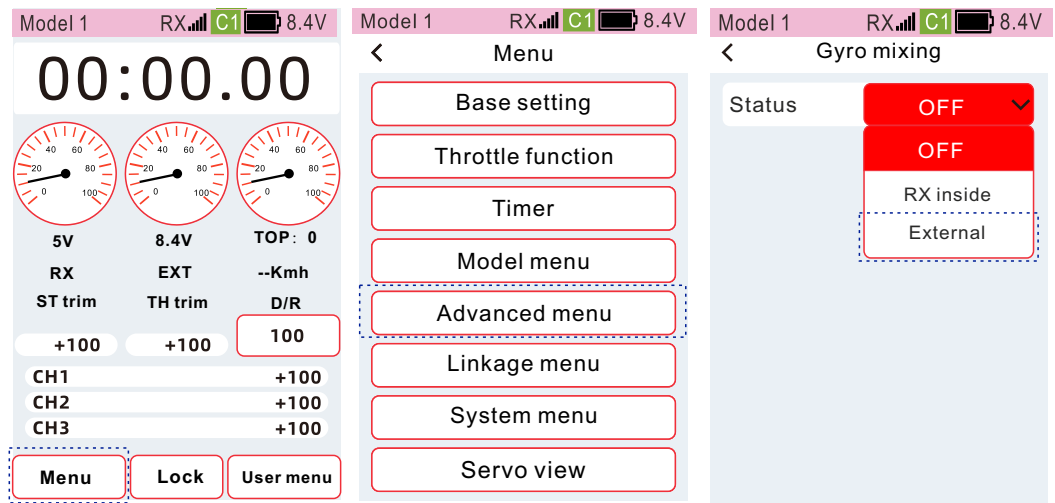 Model 1 RX C1 8.4V
00:00.00
0 20 40 60 80 100
0 20 40 60 80 100
0 20 40 60 80 100
5V 8.4V TOP: 0
RX EXT --Kmh
ST trim TH trim D/R
+100 +100 100
CH1 +100
CH2 +100
CH3 +100
Menu Lock User menu
Model 1 RX C1 8.4V
Menu
Base setting
Throttle function
Timer
Model menu
Advanced menu
Linkage menu
System menu
Servo view
Model 1 RX C1 8.4V
Gyro mixing
Status OFF
OFF
RX inside
External